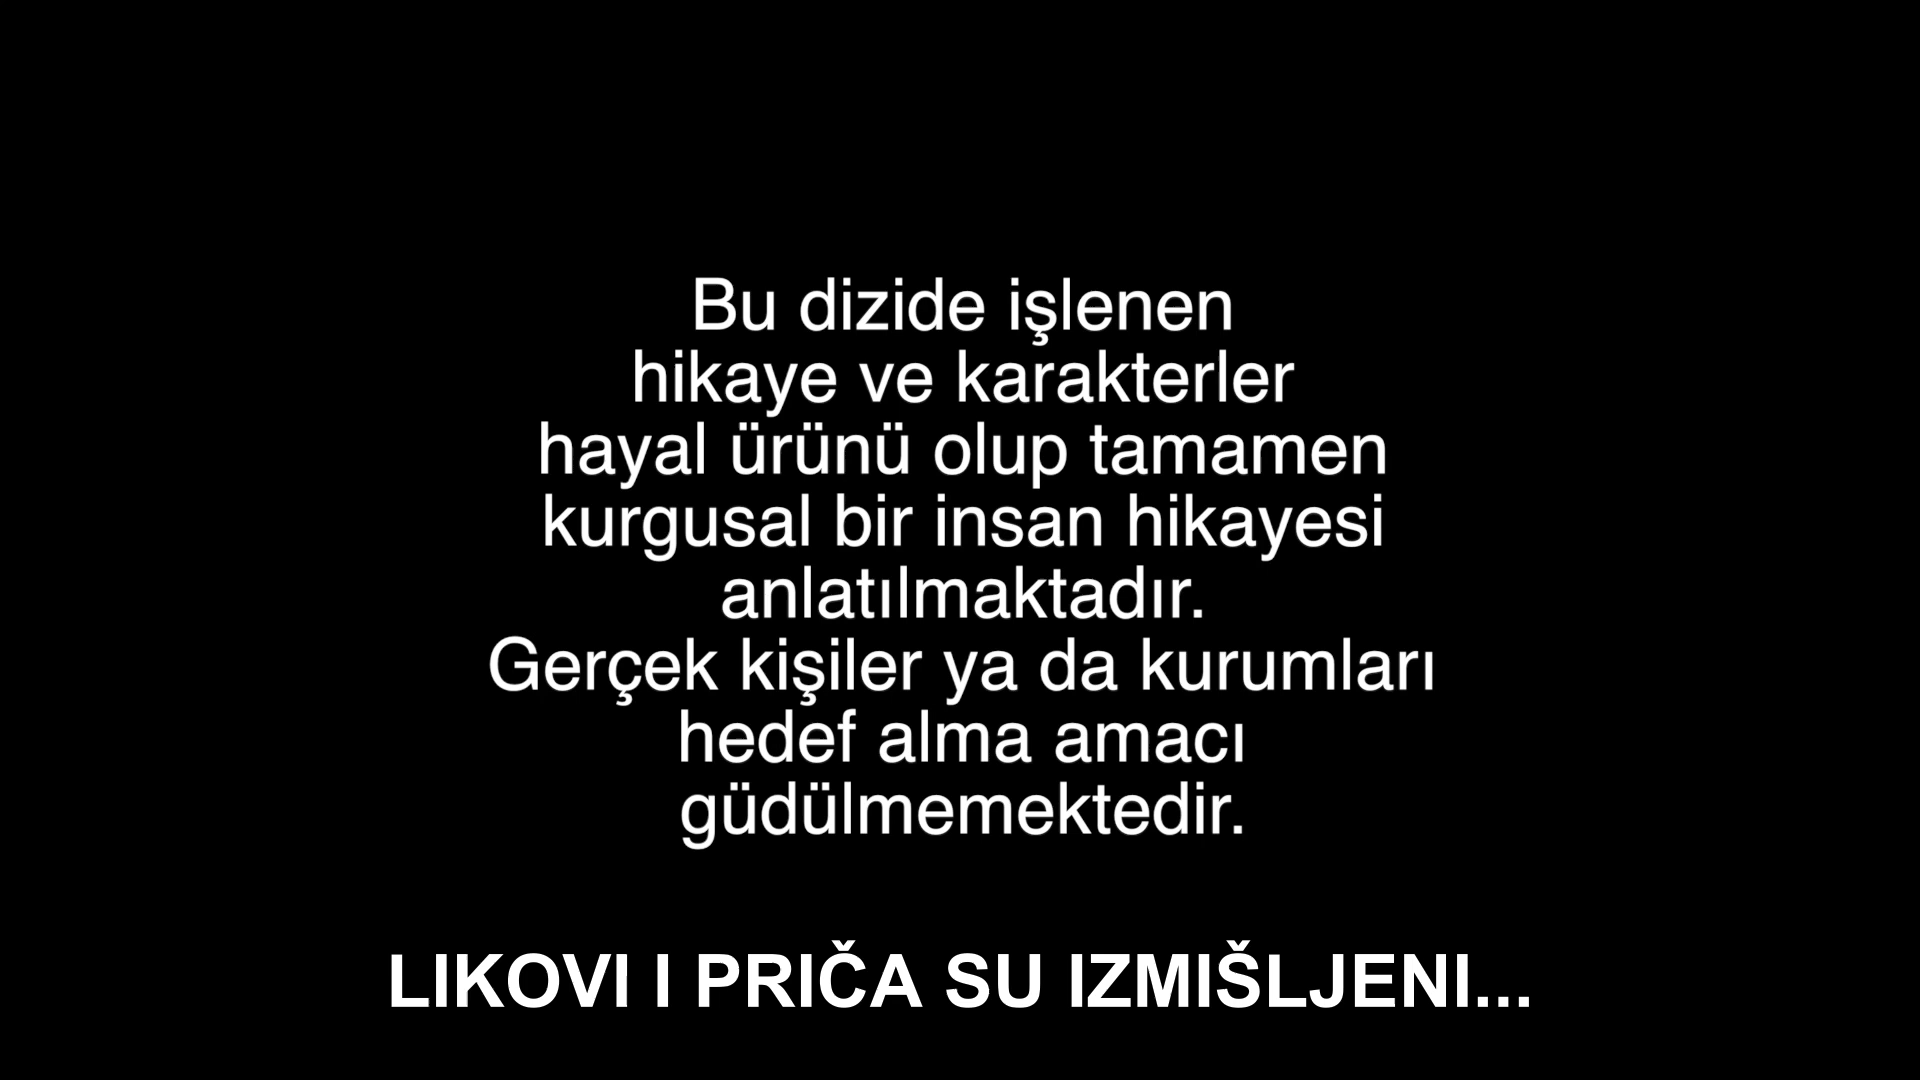 Bu dizide işlenen
hikaye ve karakterler
hayal ürünü olup tamamen
kurgusal bir insan hikayesi
anlatılmaktadır.
Gerçek kişiler ya da kurumları
hedef alma amacı
güdülmemektedir.
LIKOVI I PRIČA SU IZMIŠLJENI...